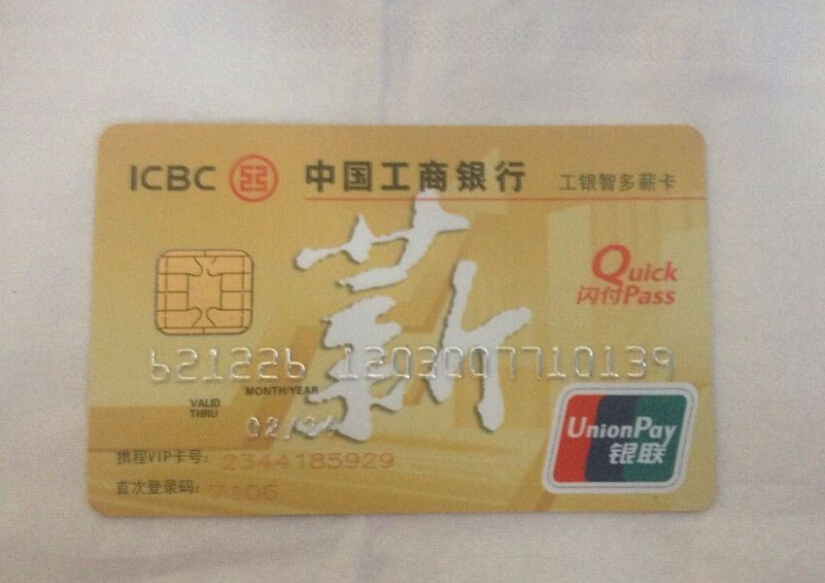 ICBC 中国工商银行 工银智多薪卡
薪
Quick
闪付Pass
MONTH/YEAR
VALID
THRU
UnionPay
银联
携程VIP卡号：2344185929
首次登录码：7106